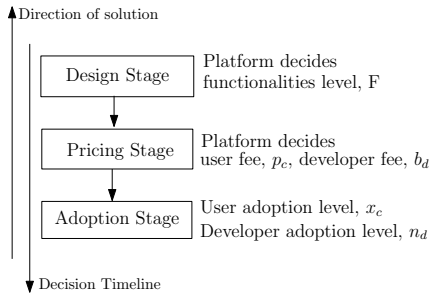 Direction of solution
Design Stage
Platform decides
functionalities level, F
Pricing Stage
Platform decides
user fee, p_c, developer fee, b_d
Adoption Stage
User adoption level, x_c
Developer adoption level, n_d
Decision Timeline